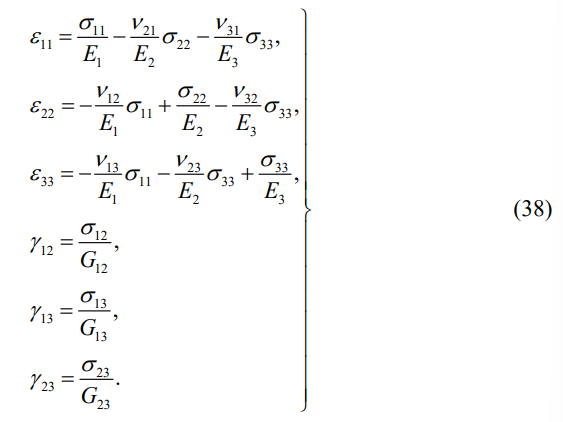 ε₁₁ = σ₁₁/E₁ − ν₂₁/E₂ σ₂₂ − ν₃₁/E₃ σ₃₃,
ε₂₂ = −ν₁₂/E₁ σ₁₁ + σ₂₂/E₂ − ν₃₂/E₃ σ₃₃,
ε₃₃ = −ν₁₃/E₁ σ₁₁ − ν₂₃/E₂ σ₃₃ + σ₃₃/E₃,
γ₁₂ = σ₁₂/G₁₂,
γ₁₃ = σ₁₃/G₁₃,
γ₂₃ = σ₂₃/G₂₃.
(38)